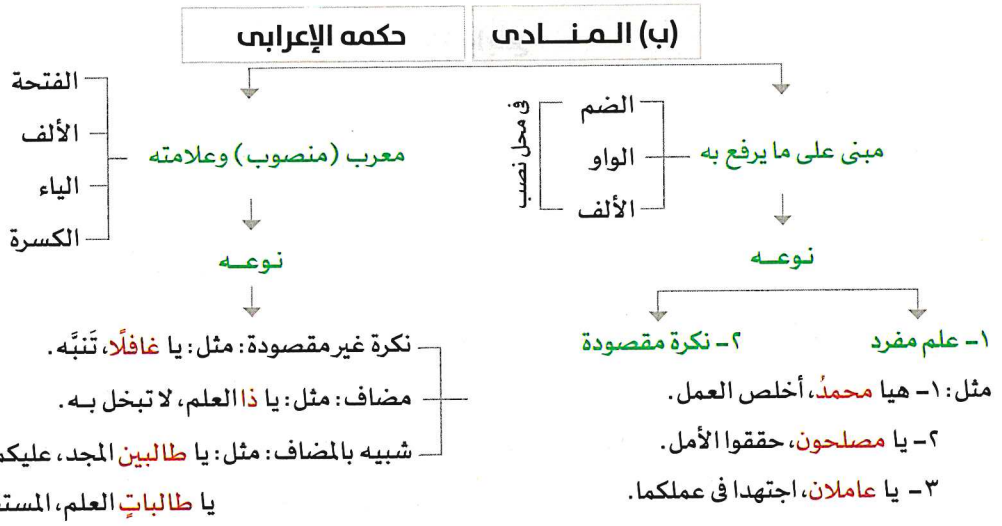 (ب) المنادى
حكمه الإعرابى
مبنى على ما يرفع به
الضم
الواو
الألف
فى محل نصب
نوعه
١- علم مفرد
٢- نكرة مقصودة
مثل: ١- هيا محمدُ، أخلص العمل.
٢- يا مصلحون، حققوا الأمل.
٣- يا عاملان، اجتهدا فى عملكما.
معرب (منصوب) وعلامته
الفتحة
الألف
الياء
الكسرة
نوعه
نكرة غير مقصودة: مثل: يا غافلًا، تَنبَّه.
مضاف: مثل: يا ذا العلم، لا تبخل به.
شبيه بالمضاف: مثل: يا طالبين المجد،
يا طالباتٍ العلم،